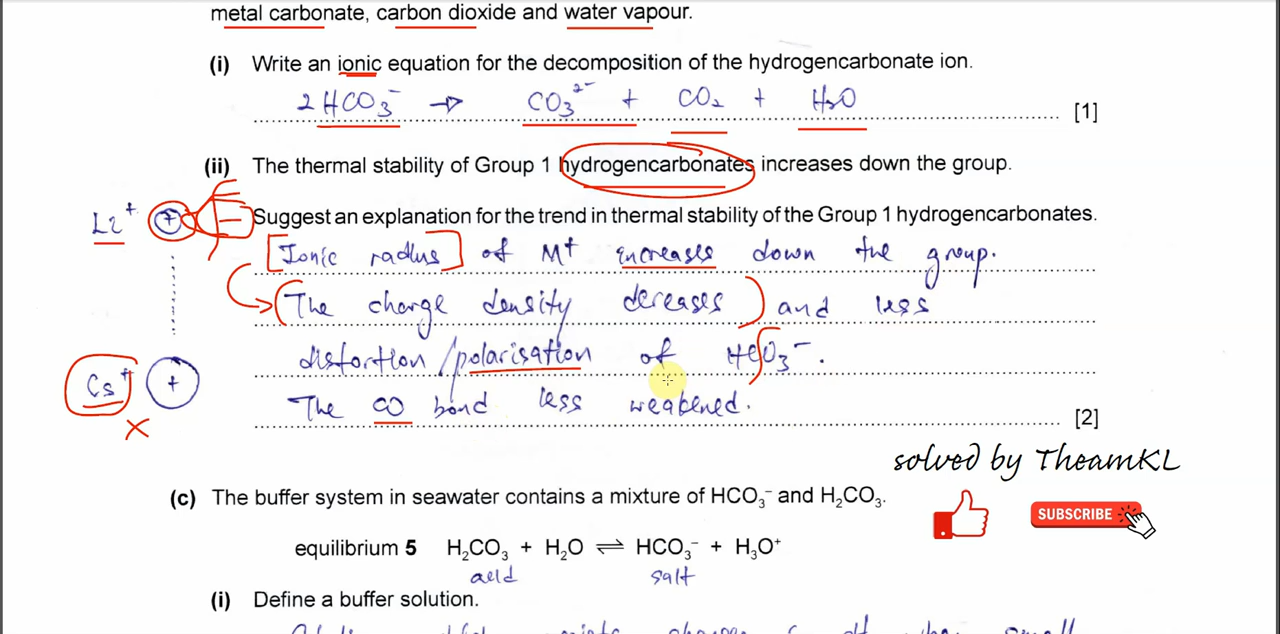 metal carbonate, carbon dioxide and water vapour.
(i) Write an ionic equation for the decomposition of the hydrogencarbonate ion.
2HCO₃⁻ → CO₃²⁻ + CO₂ + H₂O
[1]
(ii) The thermal stability of Group 1 hydrogencarbonates increases down the group.
Li⁺ + − Suggest an explanation for the trend in thermal stability of the Group 1 hydrogencarbonates.
[Ionic radius] of M⁺ increases down the group.
(The charge density dcreases) and less
distortion/polarisation of HCO₃⁻.
Cs⁺ +
The CO bond less weakened.
[2]
solved by TheamKL
(c) The buffer system in seawater contains a mixture of HCO₃⁻ and H₂CO₃.
SUBSCRIBE
equilibrium 5 H₂CO₃ + H₂O ⇌ HCO₃⁻ + H₃O⁺
acid salt
(i) Define a buffer solution.
small